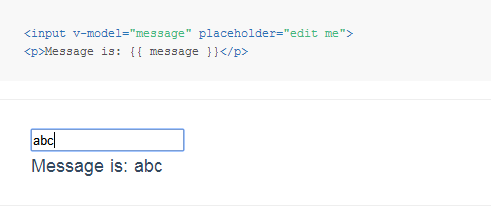 <input v-model="message" placeholder="edit me">
<p>Message is: {{ message }}</p>
abc
Message is: abc